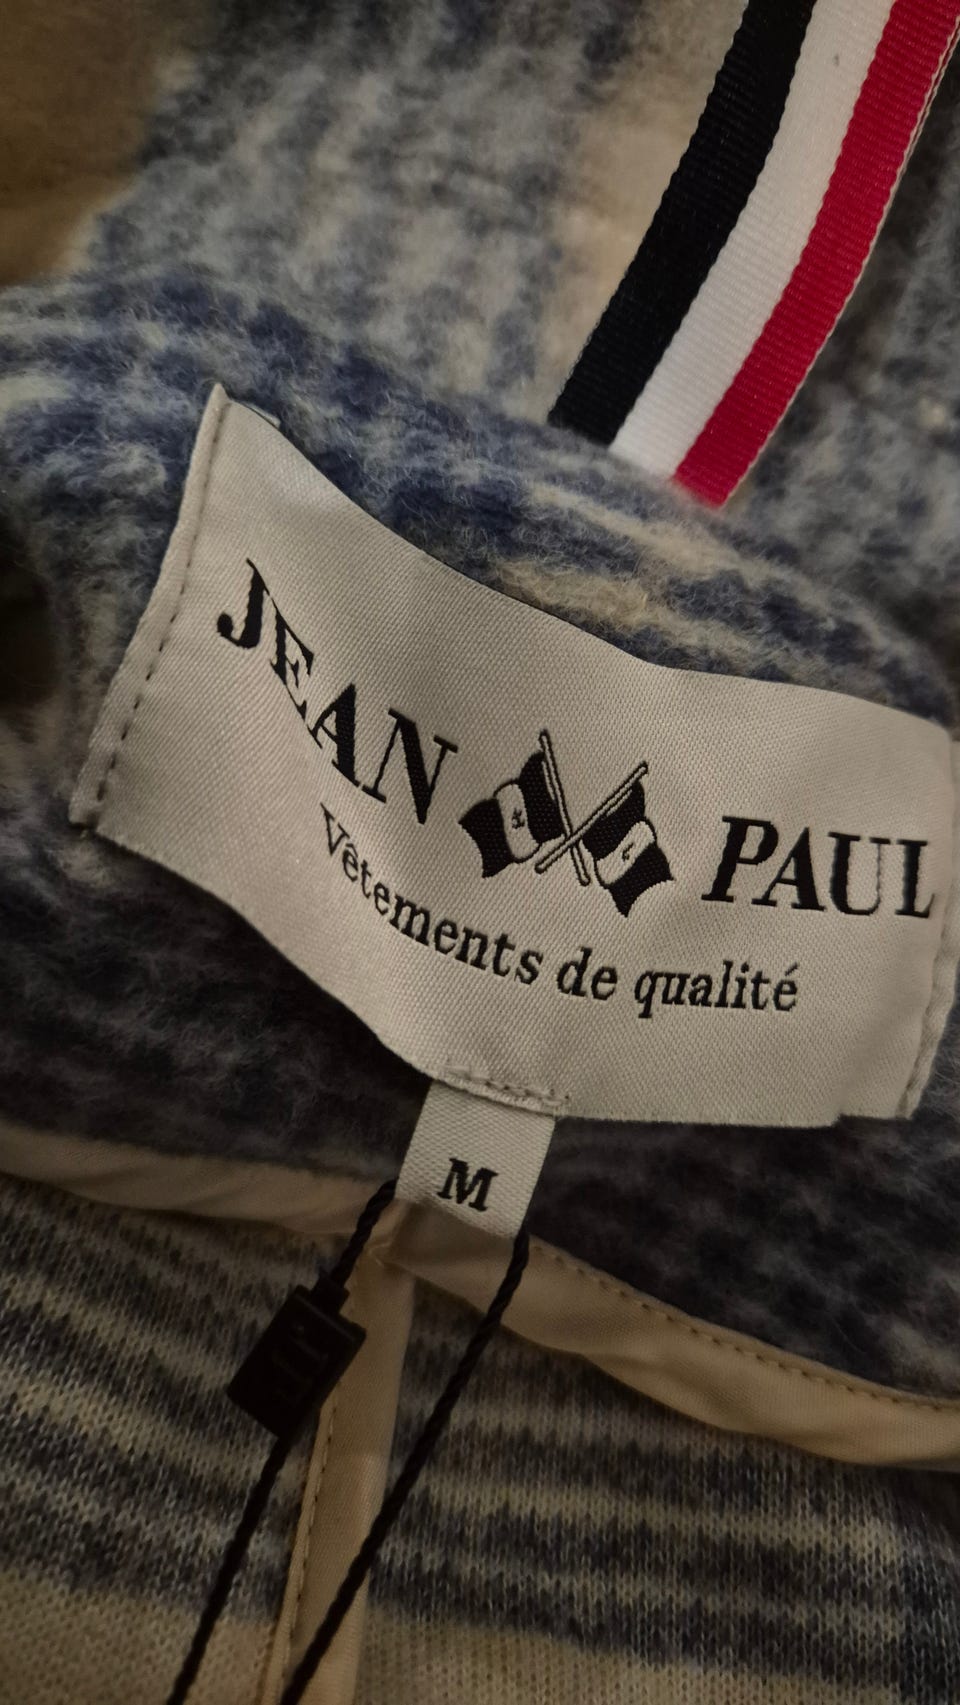 JEAN PAUL
Vêtements de qualité
M